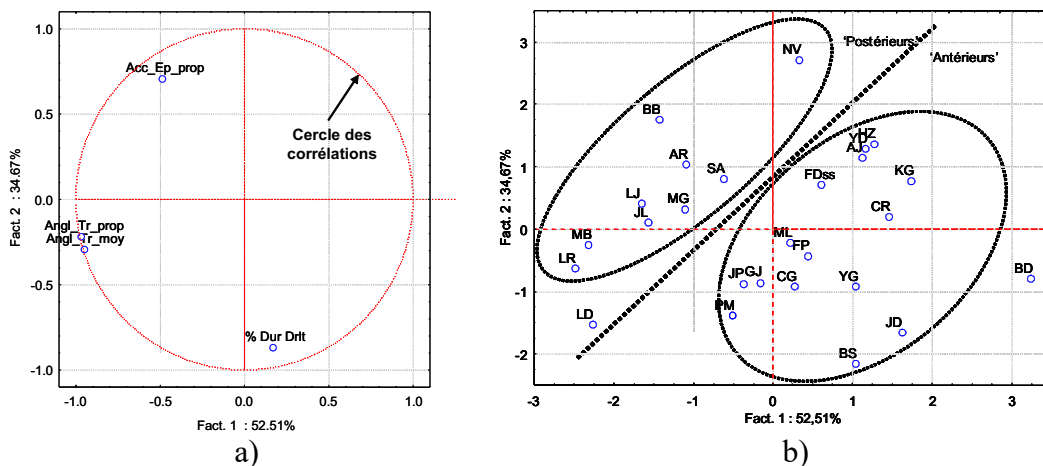 1.0
0.5
0.0
-0.5
-1.0
-1.0
-0.5
0.0
0.5
1.0
Fact. 2 : 34,67%
Fact. 1 : 52.51%
Acc_Ep_prop
Cercle des
corrélations
Angl_Tr_prop
Angl_Tr_moy
% Dur Drlt
a)
3
2
1
0
-1
-2
-3
-2
-1
0
1
2
3
Fact. 2 : 34,67%
Fact. 1 : 52,51%
NV
'Postérieurs'
'Antérieurs'
BB
HZ
YD
AJ
AR
SA
FDss
KG
LJ
MG
JL
CR
MB
ML
FP
LR
JP
GJ
CG
YG
BD
LD
PM
JD
BS
b)